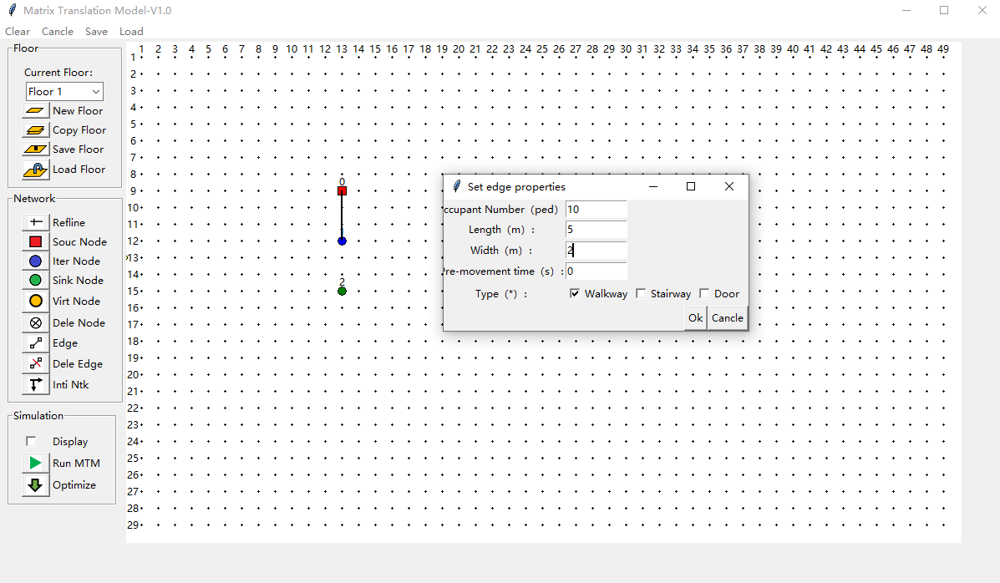 Matrix Translation Model-V1.0
Clear Cancle Save Load
Floor
Current Floor:
Floor 1
New Floor
Copy Floor
Save Floor
Load Floor
Network
Refline
Souc Node
Iter Node
Sink Node
Virt Node
Dele Node
Edge
Dele Edge
Inti Ntk
Simulation
Display
Run MTM
Optimize
1 2 3 4 5 6 7 8 9 10 11 12 13 14 15 16 17 18 19 20 21 22 23 24 25 26 27 28 29 30 31 32 33 34 35 36 37 38 39 40 41 42 43 44 45 46 47 48 49
1
2
3
4
5
6
7
8
9
10
11
12
13
14
15
16
17
18
19
20
21
22
23
24
25
26
27
28
29
0
2
Set edge properties
ccupant Number (ped) 10
Length (m) : 5
Width (m) : 2
Pre-movement time (s) : 0
Type (*) : Walkway Stairway Door
Ok Cancle